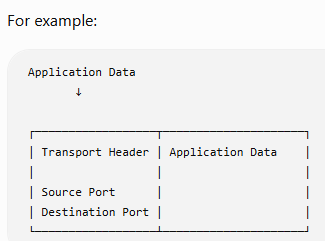 For example:
Application Data
↓
Transport Header | Application Data
Source Port
Destination Port